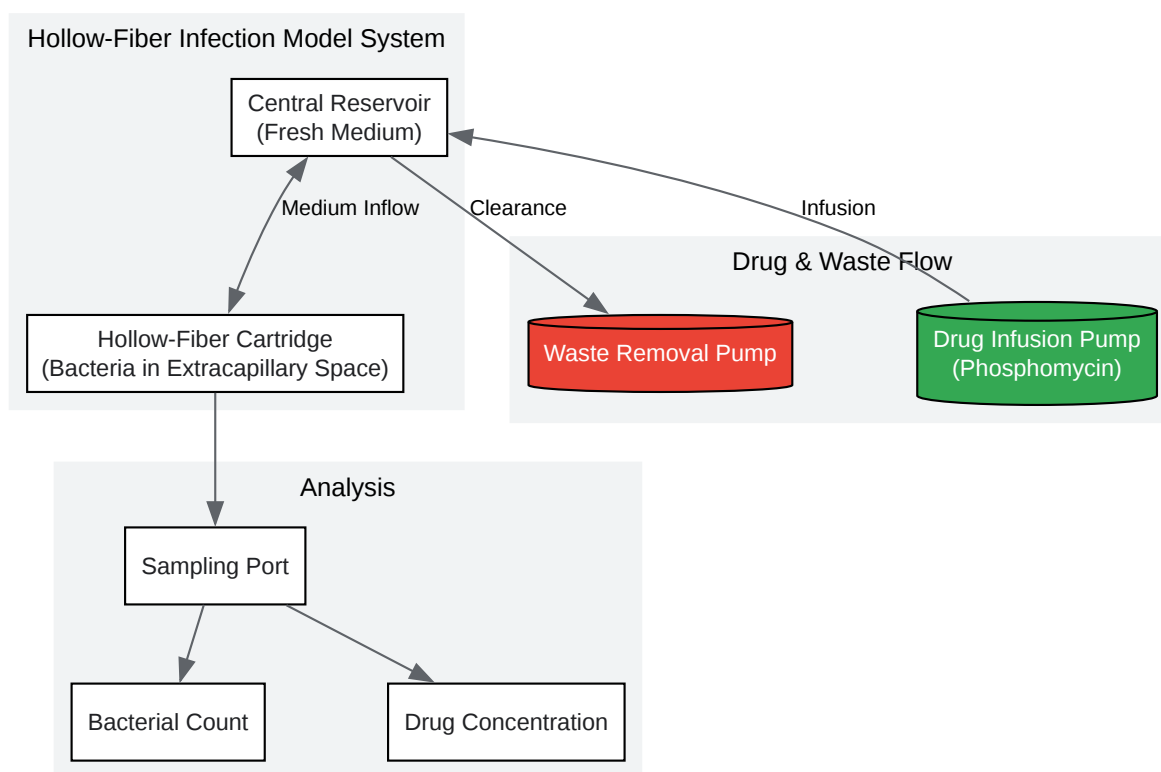 Hollow-Fiber Infection Model System
Central Reservoir
(Fresh Medium)
Medium Inflow
Clearance
Infusion
Drug & Waste Flow
Hollow-Fiber Cartridge
(Bacteria in Extracapillary Space)
Waste Removal Pump
Drug Infusion Pump
(Phosphomycin)
Analysis
Sampling Port
Bacterial Count
Drug Concentration